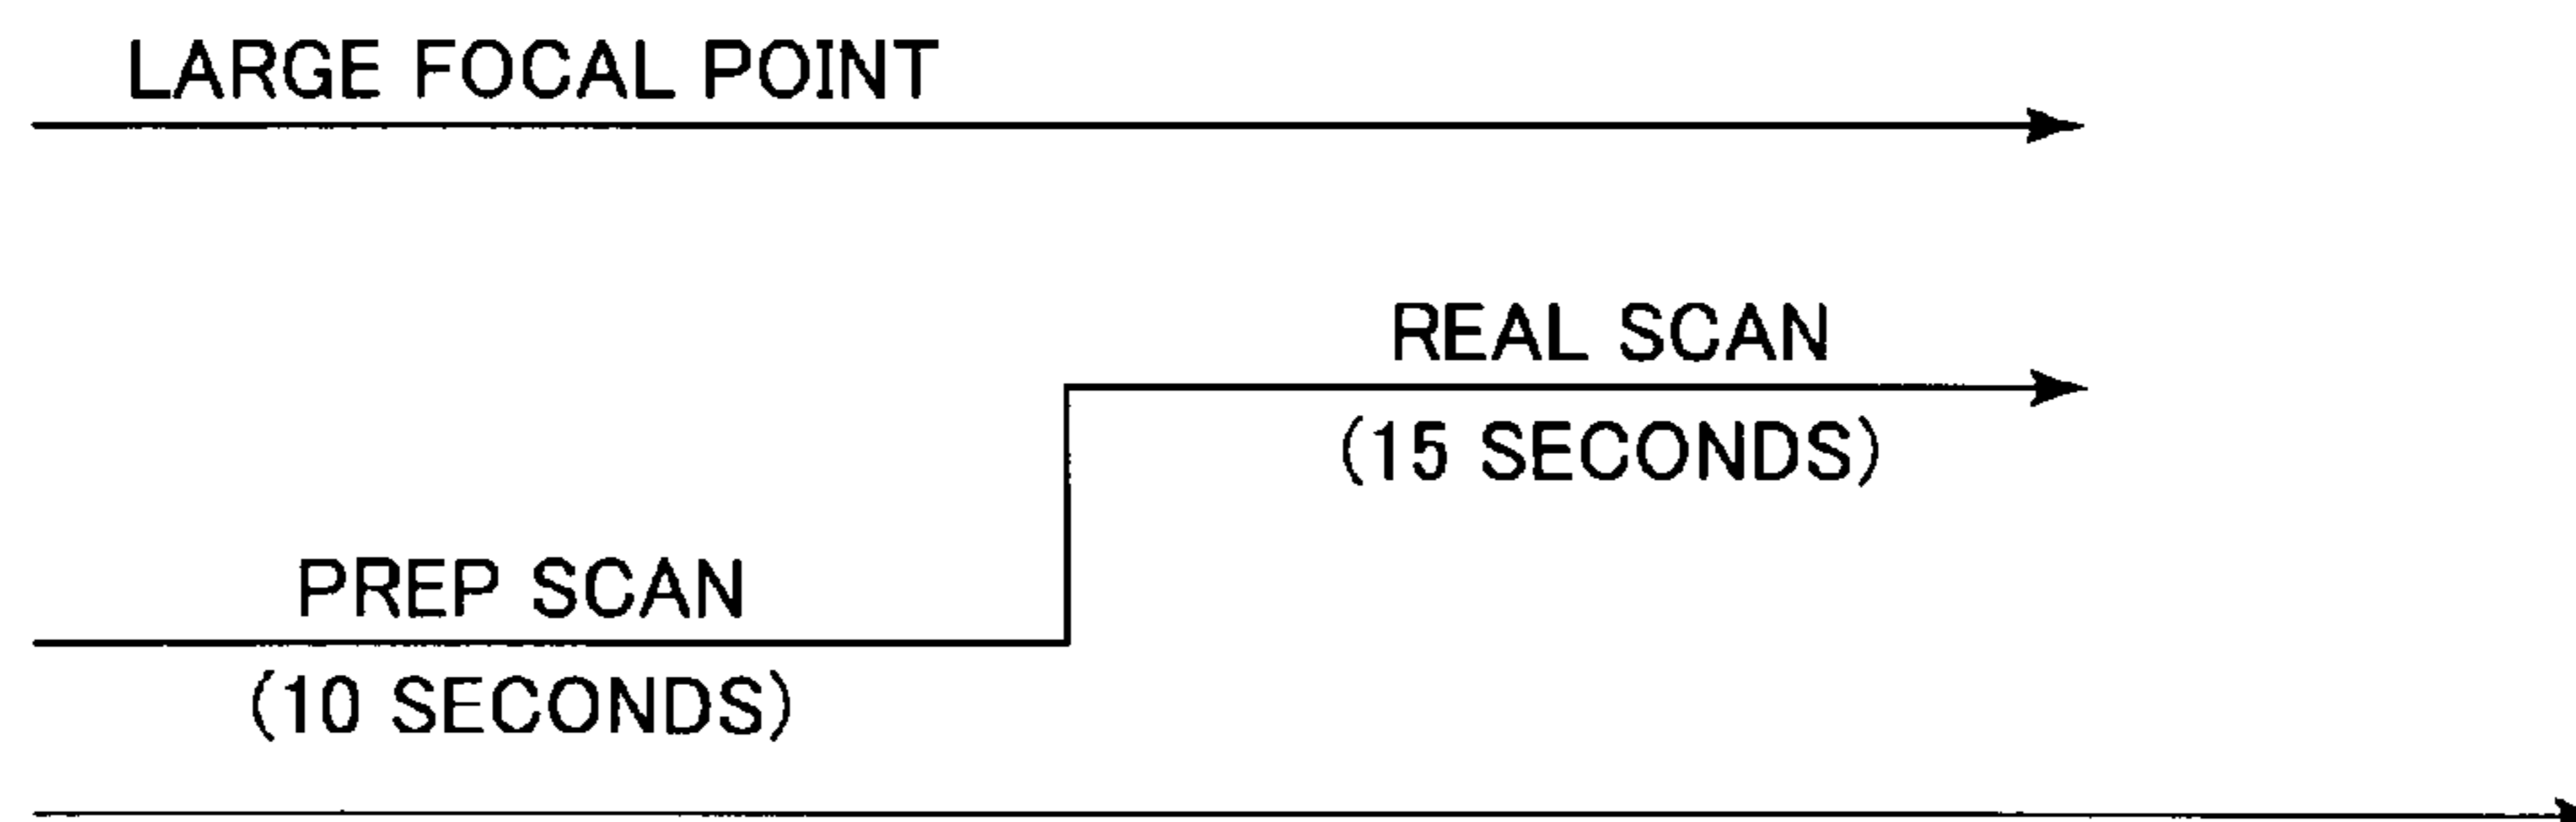 LARGE FOCAL POINT
REAL SCAN
(15 SECONDS)
PREP SCAN
(10 SECONDS)